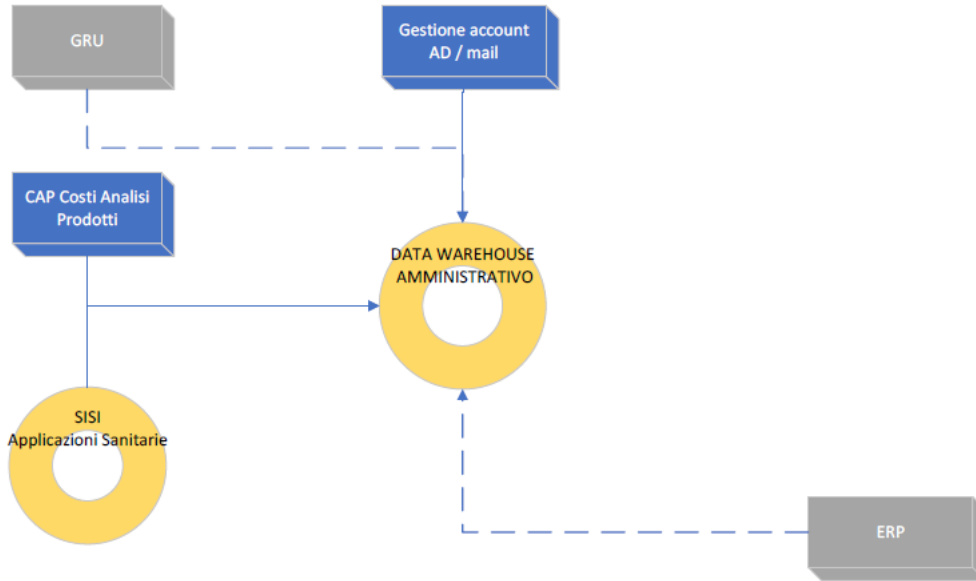 GRU
Gestione account
AD / mail
CAP Costi Analisi
Prodotti
DATA WAREHOUSE
AMMINISTRATIVO
SISI
Applicazioni Sanitarie
ERP